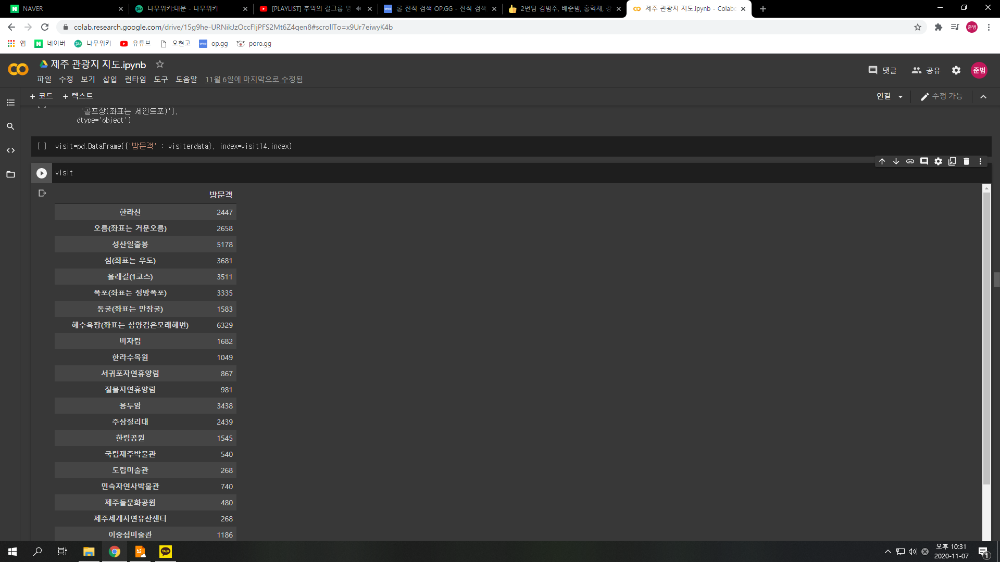 NAVER
나무위키:대문 - 나무위키
[PLAYLIST] 추억의 걸그룹 명
롤 전적 검색 OP.GG - 전적 검색
2번팀 김범주, 배준범, 홍혁재, 강
제주 관광지 지도.ipynb - Colabo
colab.research.google.com/drive/15g9he-URNikJzOccFIjPFS2Mt6Z4qen8#scrollTo=x9Ur7eiwyK4b
준범
앱 네이버 나무위키 유튜브 오현고 op.gg poro.gg
제주 관광지 지도.ipynb
댓글 공유 준범
파일 수정 보기 삽입 런타임 도구 도움말 11월 6일에 마지막으로 수정됨
+ 코드 + 텍스트 연결 수정 가능
'골프장(좌표는 세인트포)'],
dtype='object')
[ ] visit=pd.DataFrame({'방문객' : visiterdata}, index=visit14.index)
visit
방문객
한라산 2447
오름(좌표는 거문오름) 2658
성산일출봉 5178
섬(좌표는 우도) 3681
올레길(1코스) 3511
폭포(좌표는 정방폭포) 3335
동굴(좌표는 만장굴) 1583
해수욕장(좌표는 삼양검은모래해변) 6329
비자림 1682
한라수목원 1049
서귀포자연휴양림 867
절물자연휴양림 981
용두암 3438
주상절리대 2439
한림공원 1545
국립제주박물관 540
도립미술관 268
민속자연사박물관 740
제주돌문화공원 480
제주세계자연유산센터 268
이중섭미술관 1186
TALK
오후 10:31
2020-11-07
1